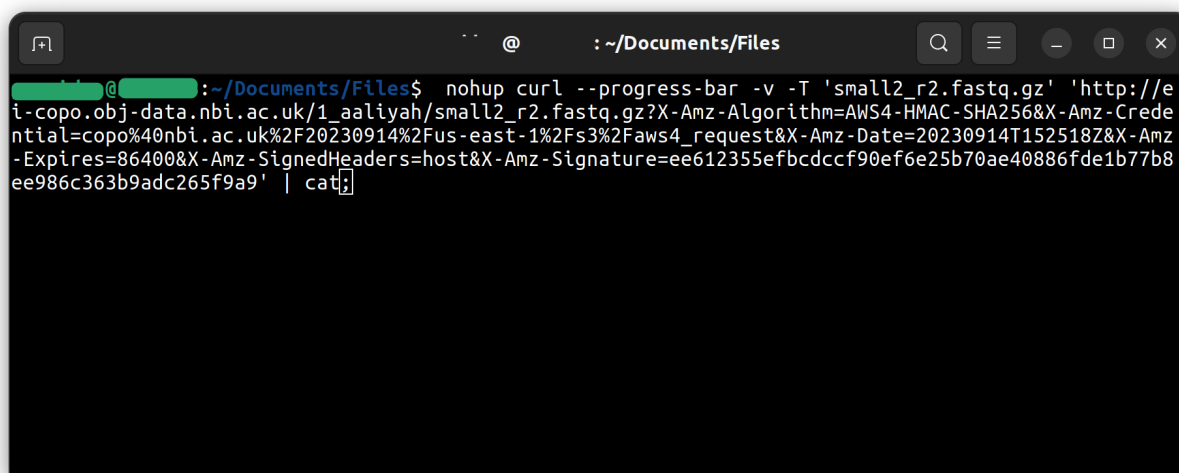 @ : ~/Documents/Files
@ :~/Documents/Files$ nohup curl --progress-bar -v -T 'small2_r2.fastq.gz' 'http://e
i-copo.obj-data.nbi.ac.uk/1_aaliyah/small2_r2.fastq.gz?X-Amz-Algorithm=AWS4-HMAC-SHA256&X-Amz-Crede
ntial=copo%40nbi.ac.uk%2F20230914%2Fus-east-1%2Fs3%2Faws4_request&X-Amz-Date=20230914T152518Z&X-Amz
-Expires=86400&X-Amz-SignedHeaders=host&X-Amz-Signature=ee612355efbcdccf90ef6e25b70ae40886fde1b77b8
ee986c363b9adc265f9a9' | cat;